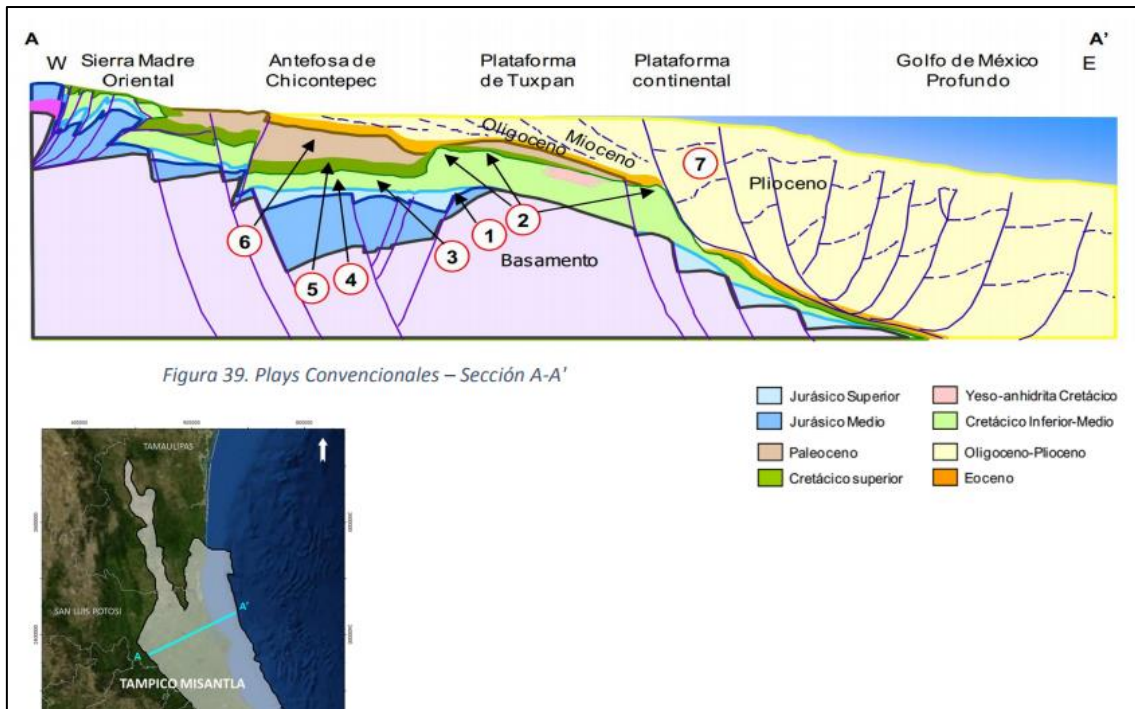 A
A'
W
Sierra Madre
Oriental
Antefosa de
Chicontepec
Plataforma
de Tuxpan
Plataforma
continental
Golfo de México
Profundo
E
Oligoceno
Mioceno
Plioceno
7
6
5
4
3
1
2
Basamento
Figura 39. Plays Convencionales – Sección A-A'
Jurásico Superior
Jurásico Medio
Paleoceno
Cretácico superior
Yeso-anhidrita Cretácico
Cretácico Inferior-Medio
Oligoceno-Plioceno
Eoceno
TAMAULIPAS
SAN LUIS POTOSI
A'
A
TAMPICO MISANTLA